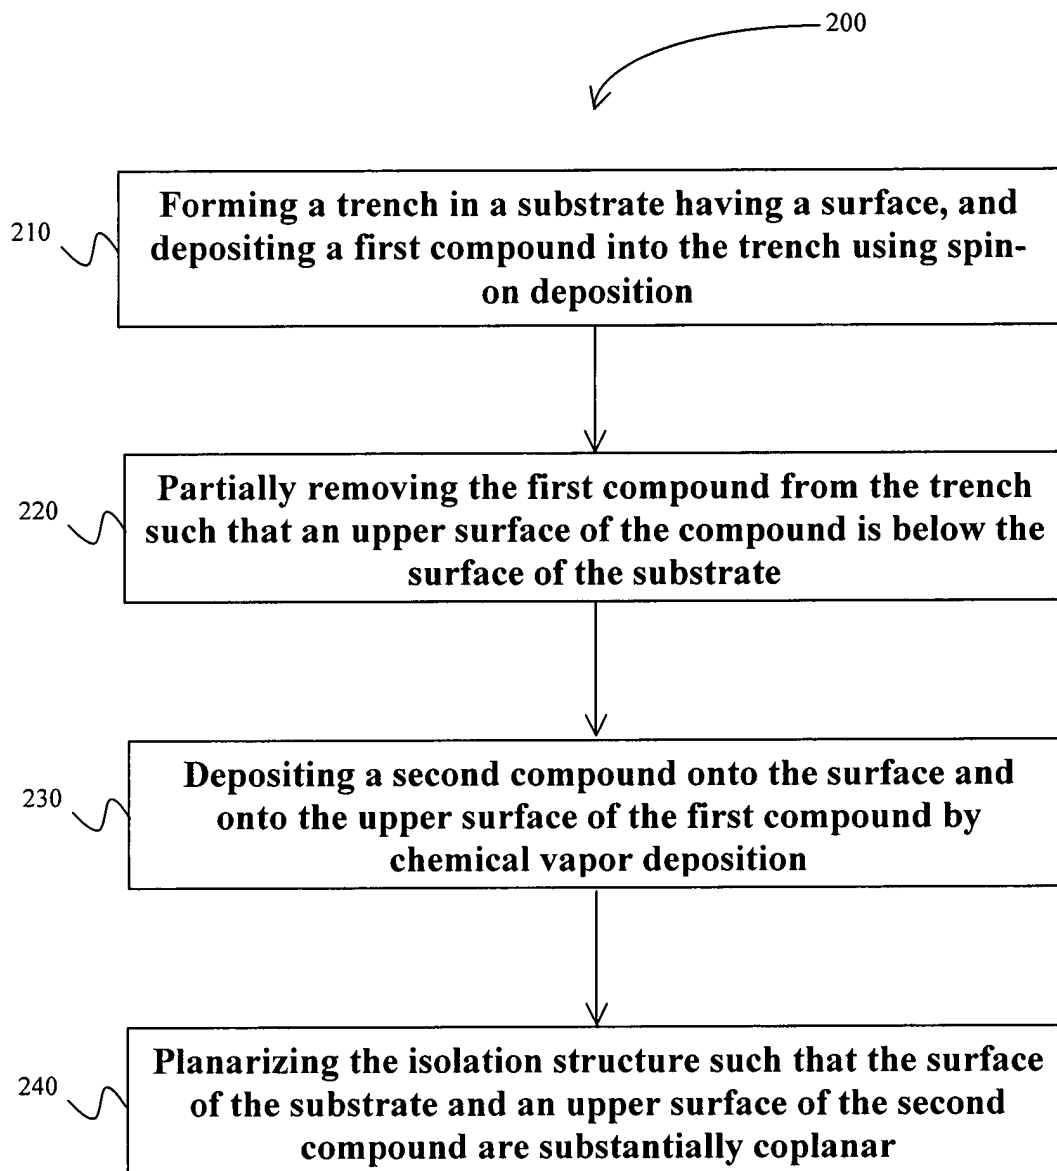 200
210
Forming a trench in a substrate having a surface, and
depositing a first compound into the trench using spin-
on deposition
220
Partially removing the first compound from the trench
such that an upper surface of the compound is below the
surface of the substrate
230
Depositing a second compound onto the surface and
onto the upper surface of the first compound by
chemical vapor deposition
240
Planarizing the isolation structure such that the surface
of the substrate and an upper surface of the second
compound are substantially coplanar